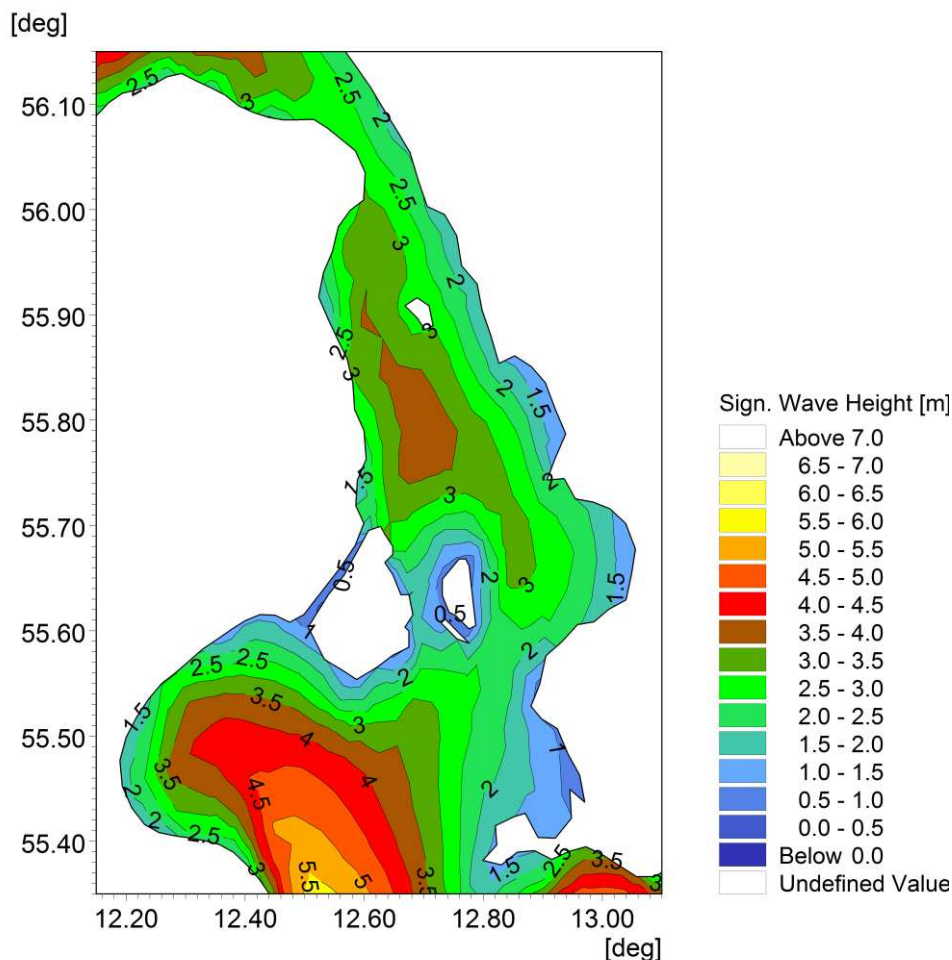 [deg]
2.5
2.5
3
56.10
2
2.5
56.00
3
2
55.90
3
2.5
3
2
1.5
55.80
1.5
2
3
55.70
0.5
2
3
1.5
0.5
1
55.60
2
2.5
2.5
2
3.5
1.5
3
55.50
4
1
3.5
4
2
2
4.5
2
2.5
55.40
2.5
3.5
3
1.5
5.5
5
3.5
3
12.20 12.40 12.60 12.80 13.00
[deg]
Sign. Wave Height [m]
Above 7.0
6.5 - 7.0
6.0 - 6.5
5.5 - 6.0
5.0 - 5.5
4.5 - 5.0
4.0 - 4.5
3.5 - 4.0
3.0 - 3.5
2.5 - 3.0
2.0 - 2.5
1.5 - 2.0
1.0 - 1.5
0.5 - 1.0
0.0 - 0.5
Below 0.0
Undefined Value